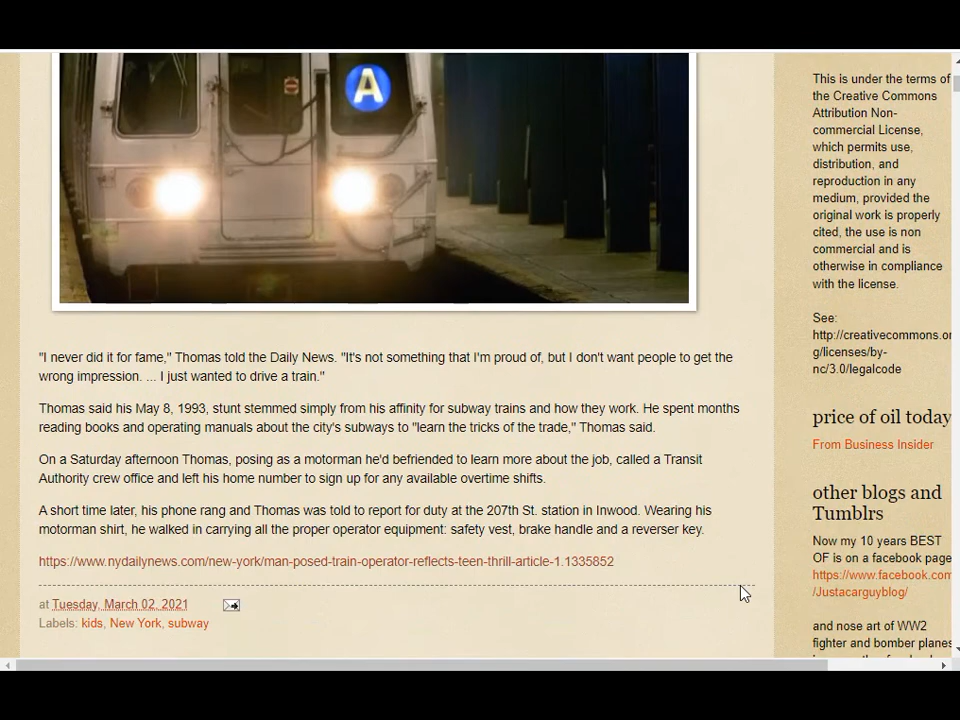 A
"I never did it for fame," Thomas told the Daily News. "It's not something that I'm proud of, but I don't want people to get the
wrong impression. ... I just wanted to drive a train."
Thomas said his May 8, 1993, stunt stemmed simply from his affinity for subway trains and how they work. He spent months
reading books and operating manuals about the city's subways to "learn the tricks of the trade," Thomas said.
On a Saturday afternoon Thomas, posing as a motorman he'd befriended to learn more about the job, called a Transit
Authority crew office and left his home number to sign up for any available overtime shifts.
A short time later, his phone rang and Thomas was told to report for duty at the 207th St. station in Inwood. Wearing his
motorman shirt, he walked in carrying all the proper operator equipment: safety vest, brake handle and a reverser key.
https://www.nydailynews.com/new-york/man-posed-train-operator-reflects-teen-thrill-article-1.1335852
at Tuesday, March 02, 2021
Labels: kids, New York, subway
This is under the terms of
the Creative Commons
Attribution Non-
commercial License,
which permits use,
distribution, and
reproduction in any
medium, provided the
original work is properly
cited, the use is non
commercial and is
otherwise in compliance
with the license.
See:
http://creativecommons.or
g/licenses/by-
nc/3.0/legalcode
price of oil today
From Business Insider
other blogs and
Tumblrs
Now my 10 years BEST
OF is on a facebook page
https://www.facebook.com
/Justacarguyblog/
and nose art of WW2
fighter and bomber planes